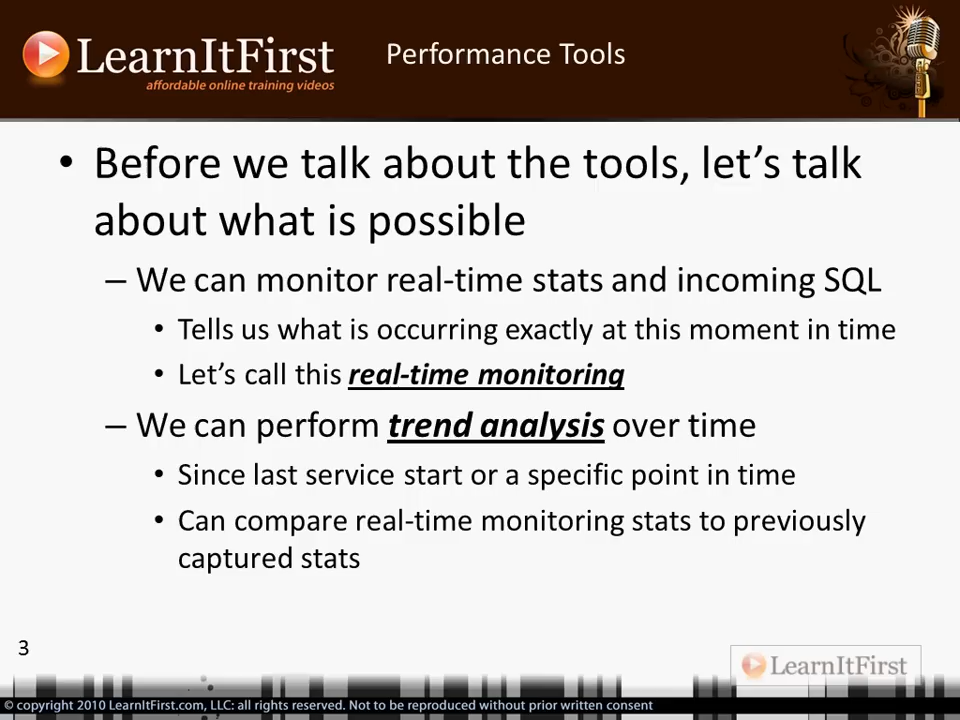 LearnItFirst
affordable online training videos
Performance Tools
• Before we talk about the tools, let’s talk
about what is possible
– We can monitor real-time stats and incoming SQL
• Tells us what is occurring exactly at this moment in time
• Let’s call this real-time monitoring
– We can perform trend analysis over time
• Since last service start or a specific point in time
• Can compare real-time monitoring stats to previously
captured stats
3
LearnItFirst
© copyright 2010 LearnItFirst.com, LLC: all rights reserved. Not to be reproduced without prior written consent